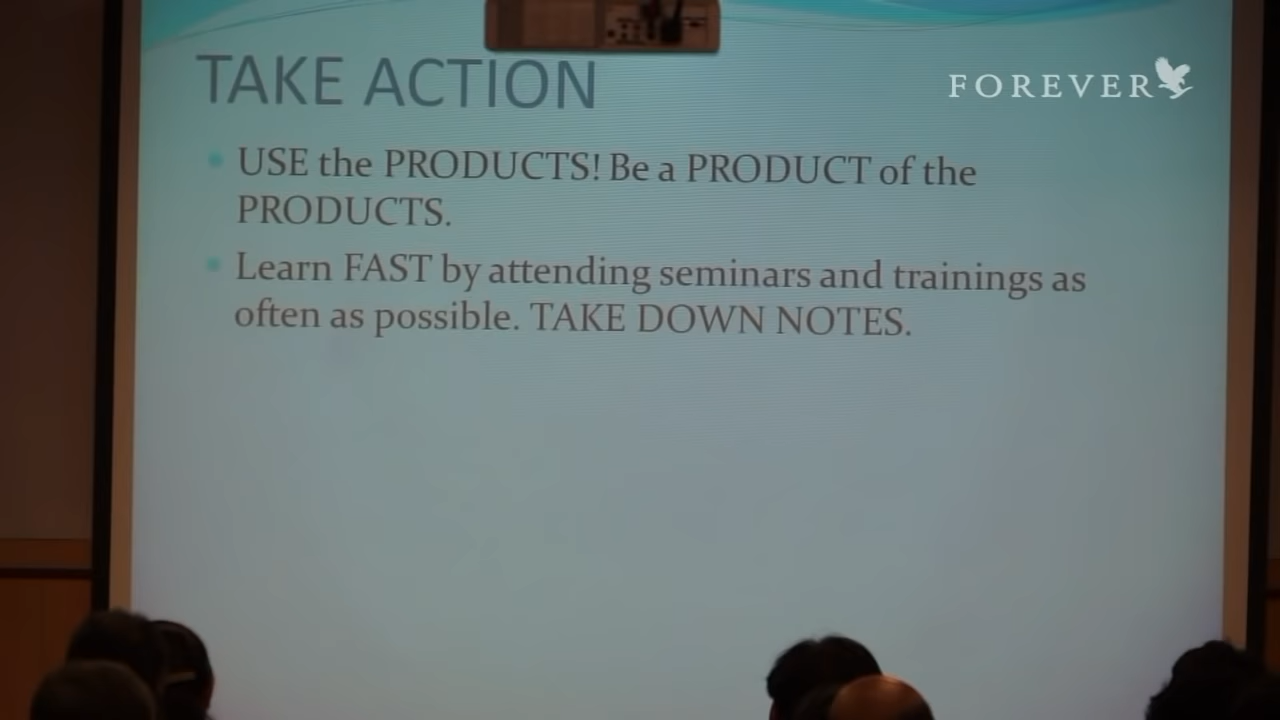 TAKE ACTION
FOREVER
USE the PRODUCTS! Be a PRODUCT of the
PRODUCTS.
Learn FAST by attending seminars and trainings as
often as possible. TAKE DOWN NOTES.